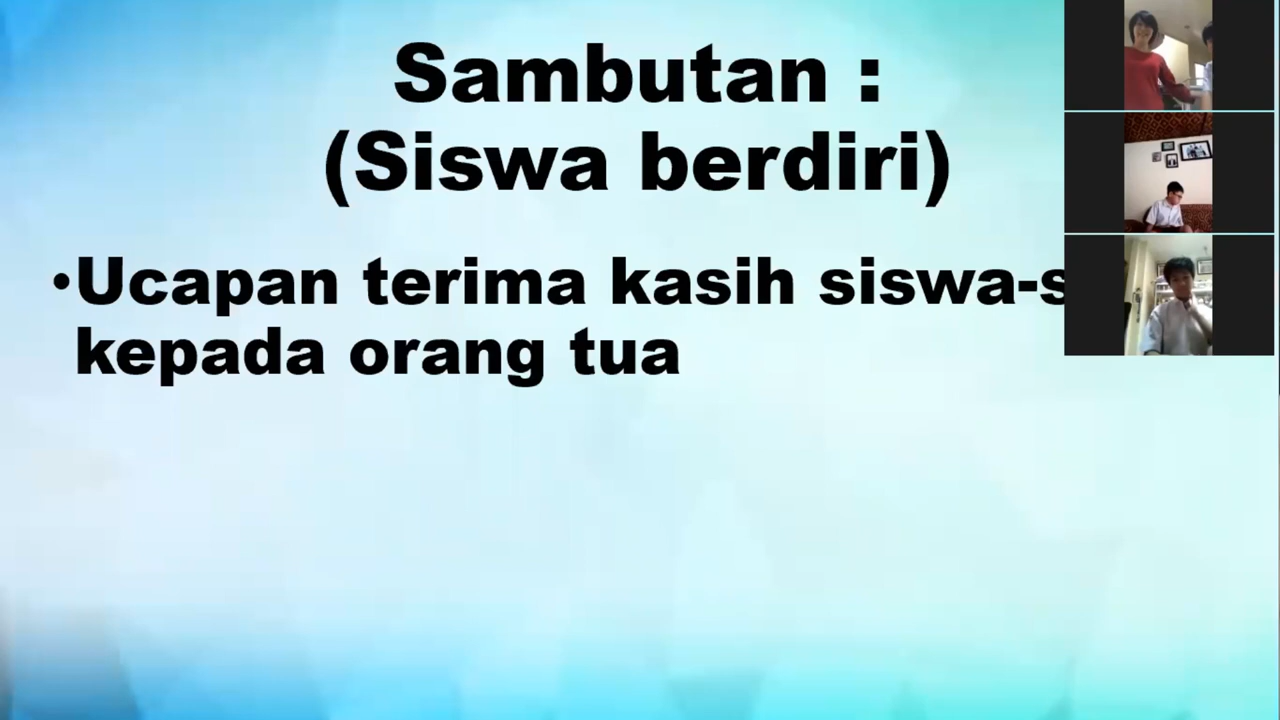 Sambutan :
(Siswa berdiri)
•Ucapan terima kasih siswa-s
kepada orang tua